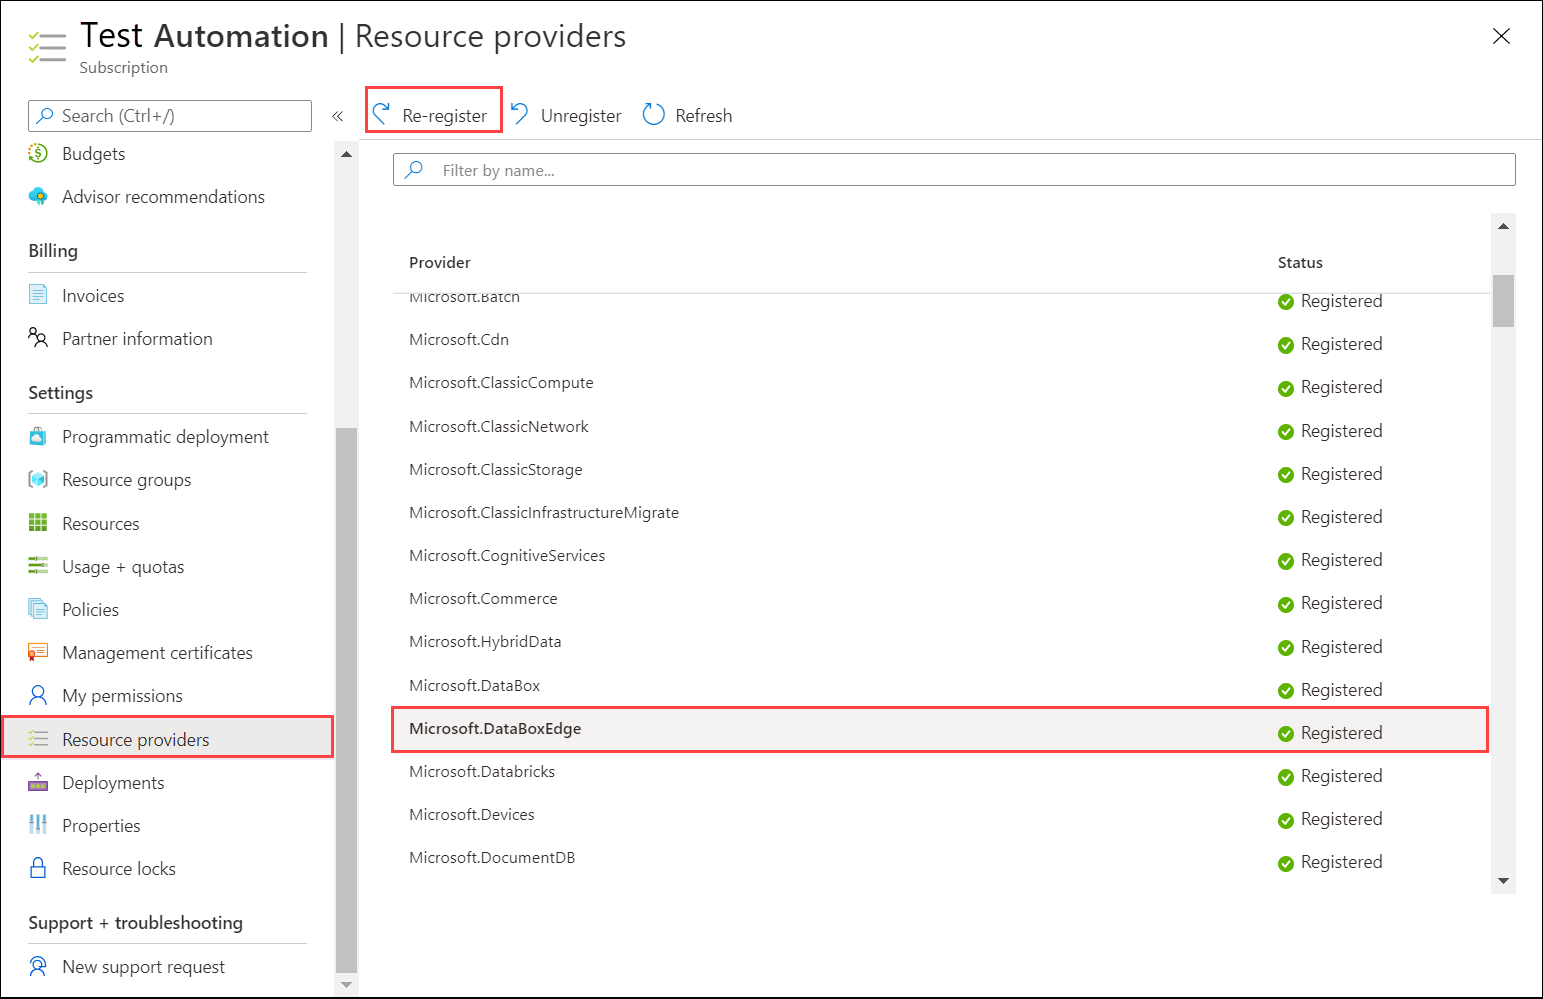 Test Automation | Resource providers
Subscription
Search (Ctrl+/)
«
Re-register
Unregister
Refresh
Budgets
Advisor recommendations
Billing
Invoices
Partner information
Settings
Programmatic deployment
Resource groups
Resources
Usage + quotas
Policies
Management certificates
My permissions
Resource providers
Deployments
Properties
Resource locks
Support + troubleshooting
New support request
Filter by name...
Provider Status
Microsoft.Batch Registered
Microsoft.Cdn Registered
Microsoft.ClassicCompute Registered
Microsoft.ClassicNetwork Registered
Microsoft.ClassicStorage Registered
Microsoft.ClassicInfrastructureMigrate Registered
Microsoft.CognitiveServices Registered
Microsoft.Commerce Registered
Microsoft.HybridData Registered
Microsoft.DataBox Registered
Microsoft.DataBoxEdge Registered
Microsoft.Databricks Registered
Microsoft.Devices Registered
Microsoft.DocumentDB Registered